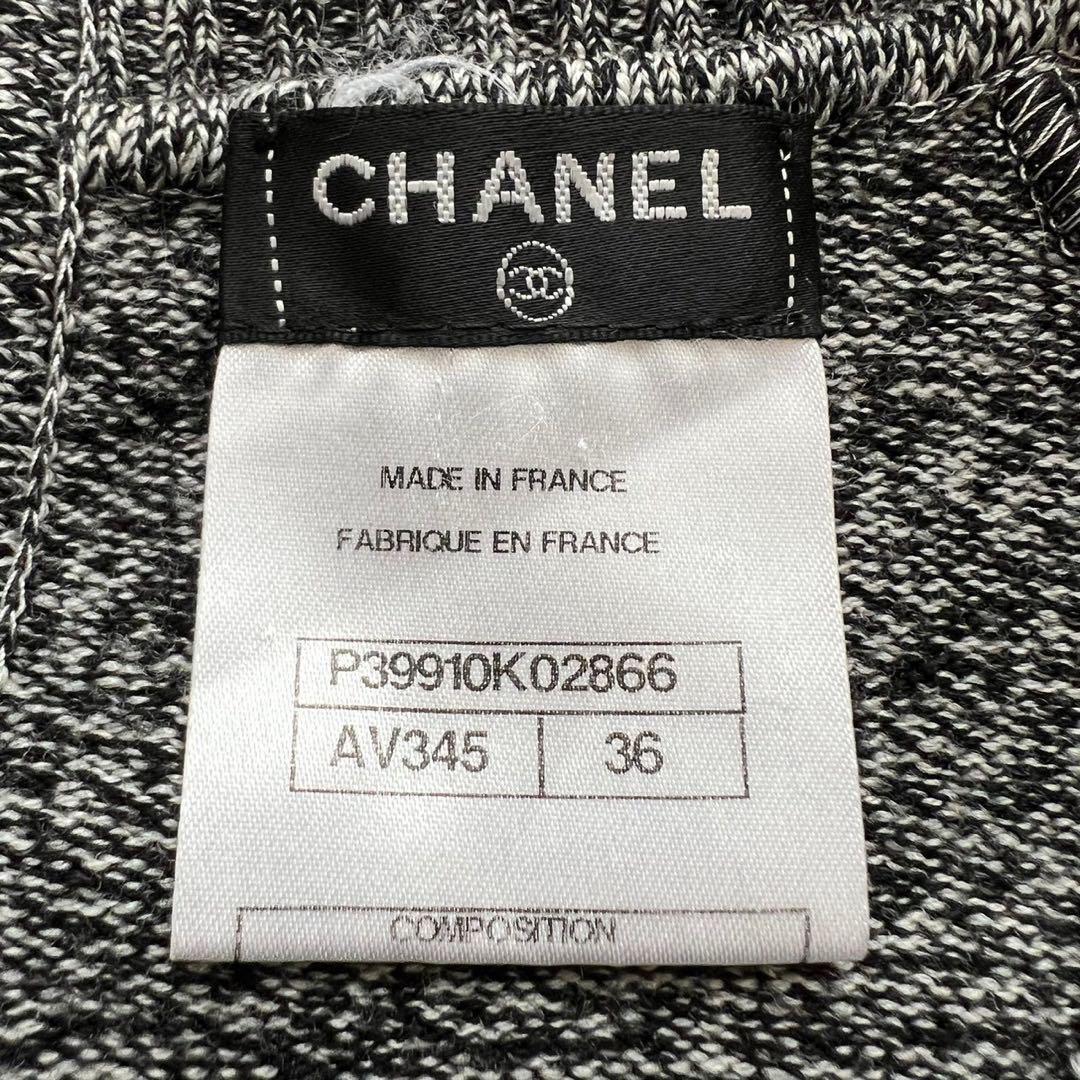 CHANEL
MADE IN FRANCE
FABRIQUE EN FRANCE
P39910K02866
AV345 36
COMPOSITION